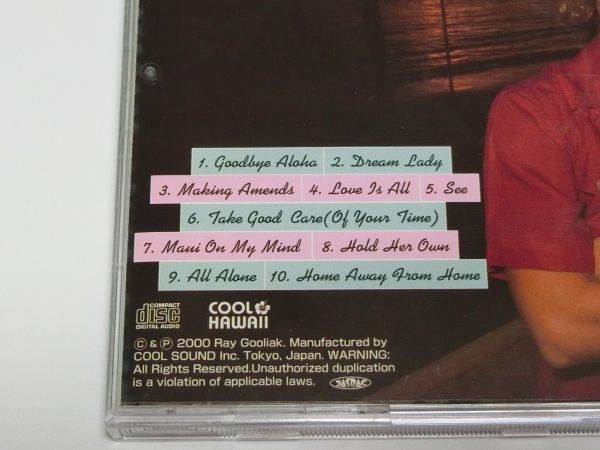 1. Goodbye Aloha 2. Dream Lady
3. Making Amends 4. Love Is All 5. See
6. Take Good Care(Of Your Time)
7. Maui On My Mind 8. Hold Her Own
9. All Alone 10. Home Away From Home
COMPACT
disc
DIGITAL AUDIO
COOL
HAWAII
© & ℗ 2000 Ray Gooliak. Manufactured by
COOL SOUND Inc. Tokyo, Japan. WARNING:
All Rights Reserved.Unauthorized duplication
is a violation of applicable laws. JASRAC